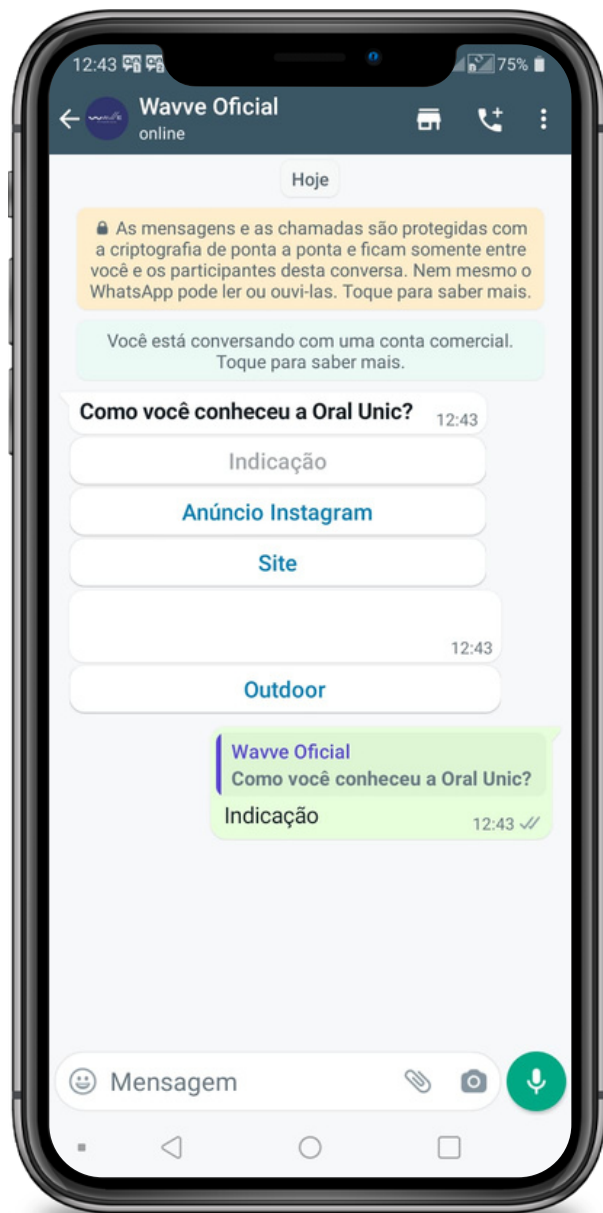 12:43
75%
Wavve Oficial
online
Hoje
As mensagens e as chamadas são protegidas com
a criptografia de ponta a ponta e ficam somente entre
você e os participantes desta conversa. Nem mesmo o
WhatsApp pode ler ou ouvi-las. Toque para saber mais.
Você está conversando com uma conta comercial.
Toque para saber mais.
Como você conheceu a Oral Unic?
12:43
Indicação
Anúncio Instagram
Site
12:43
Outdoor
Wavve Oficial
Como você conheceu a Oral Unic?
Indicação
12:43
Mensagem